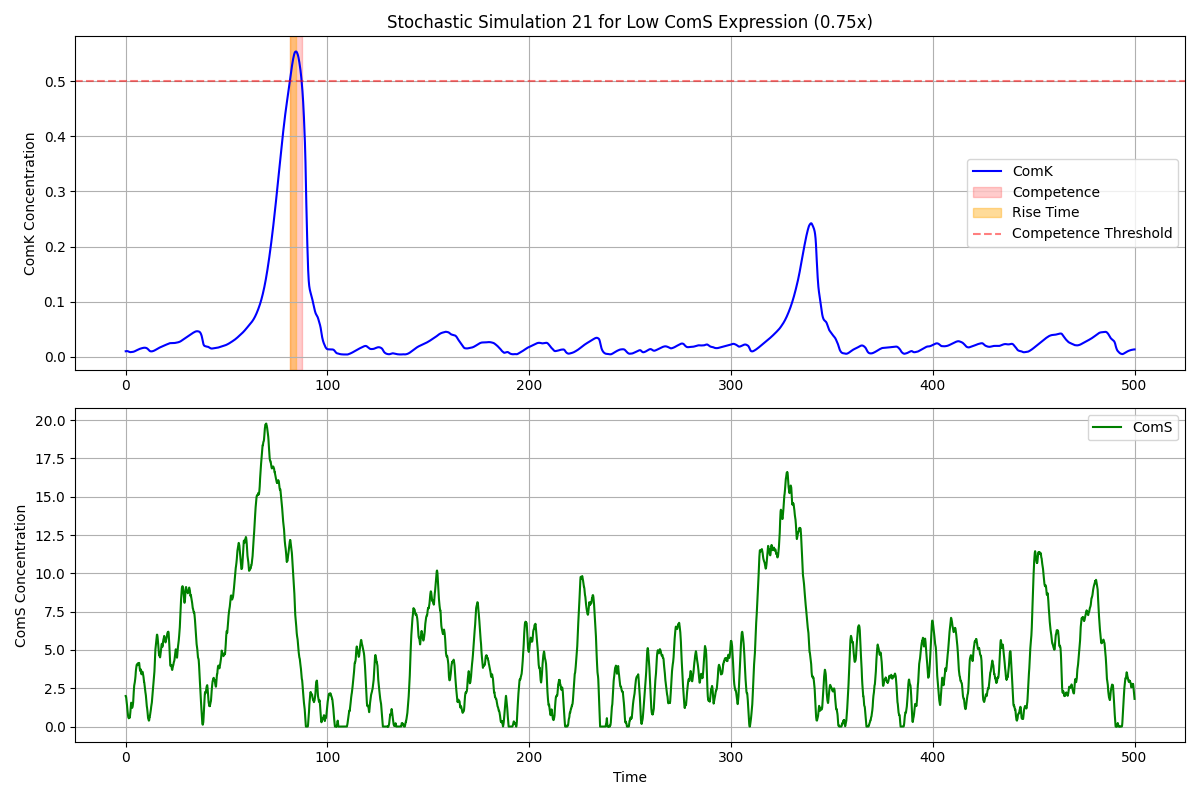 Stochastic Simulation 21 for Low ComS Expression (0.75x)
ComK Concentration
0.5
0.4
0.3
0.2
0.1
0.0
ComK
Competence
Rise Time
Competence Threshold
0 100 200 300 400 500
ComS Concentration
20.0
17.5
15.0
12.5
10.0
7.5
5.0
2.5
0.0
ComS
0 100 200 300 400 500
Time